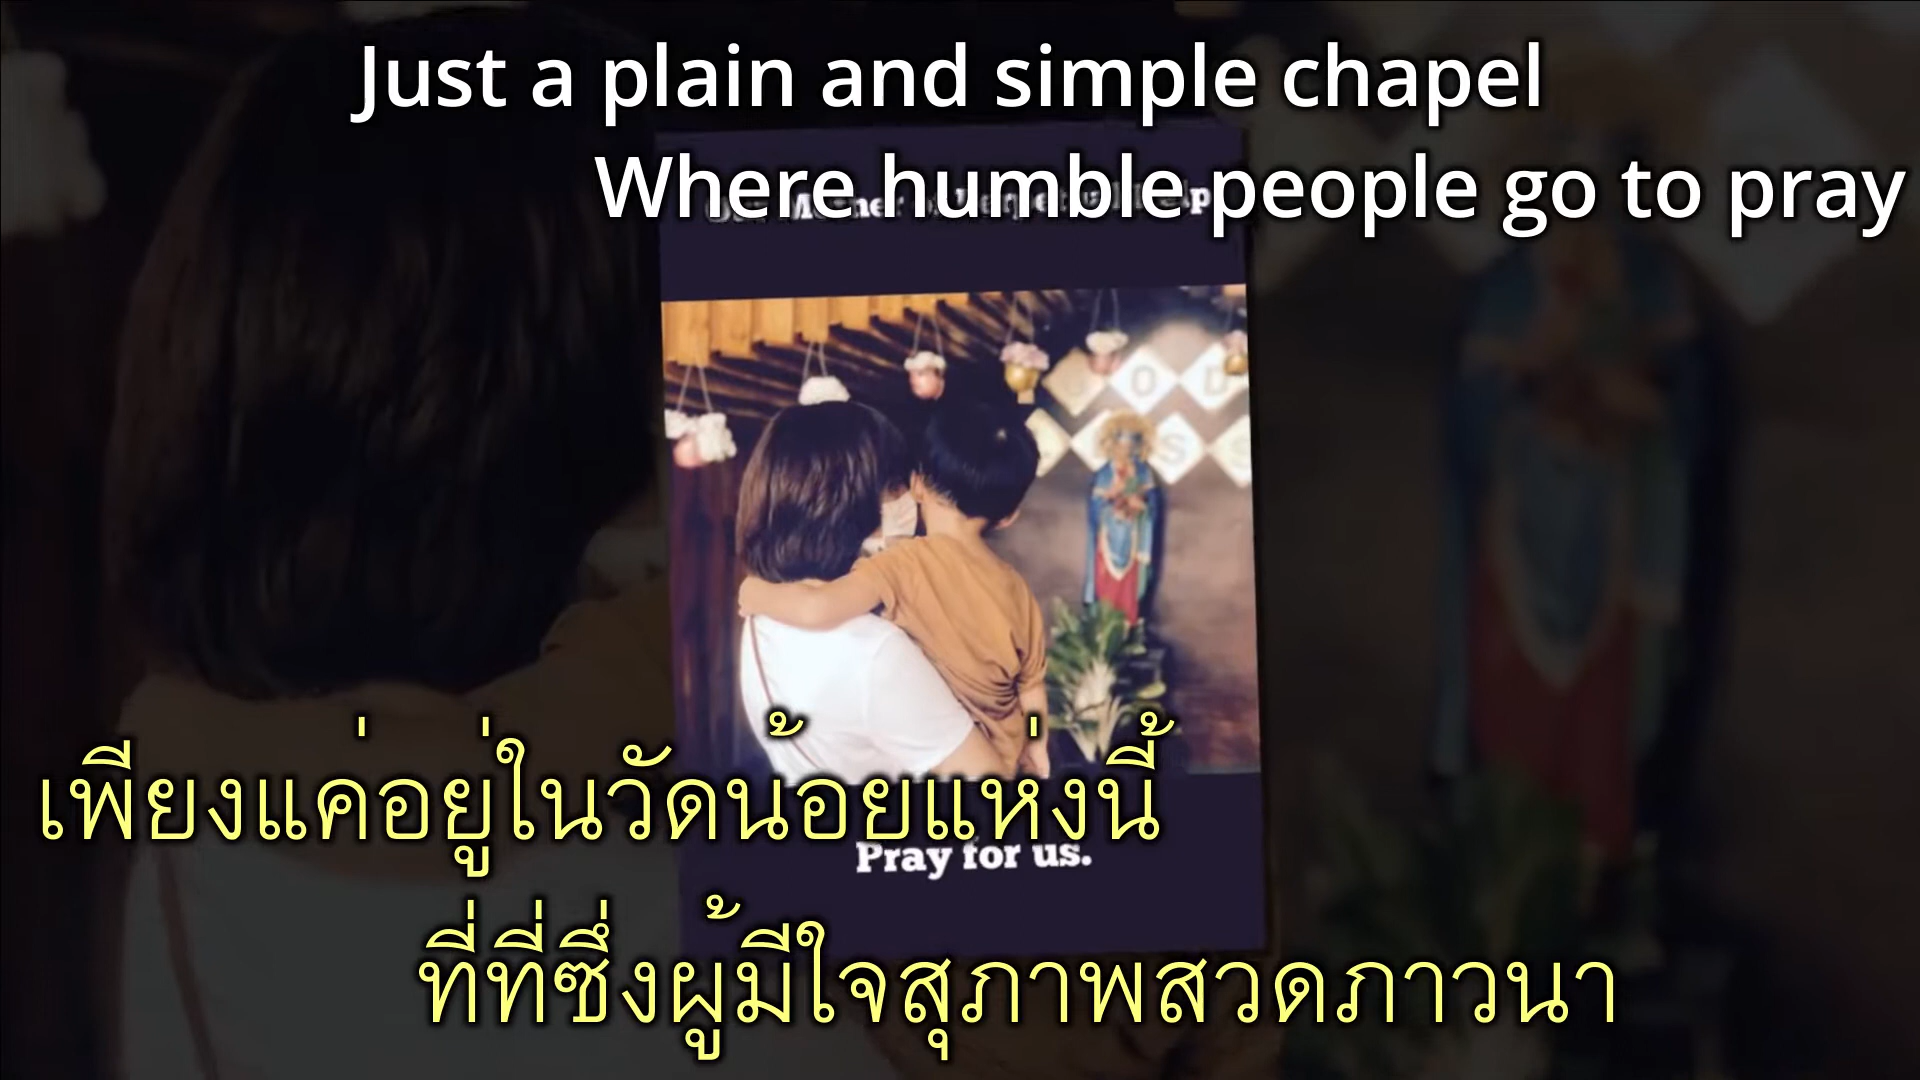 Just a plain and simple chapel
Where humble people go to pray
O D
S S
เพียงแค่อยู่ในวัดน้อยแห่งนี้
Pray for us.
ที่ที่ซึ่งผู้มีใจสุภาพสวดภาวนา